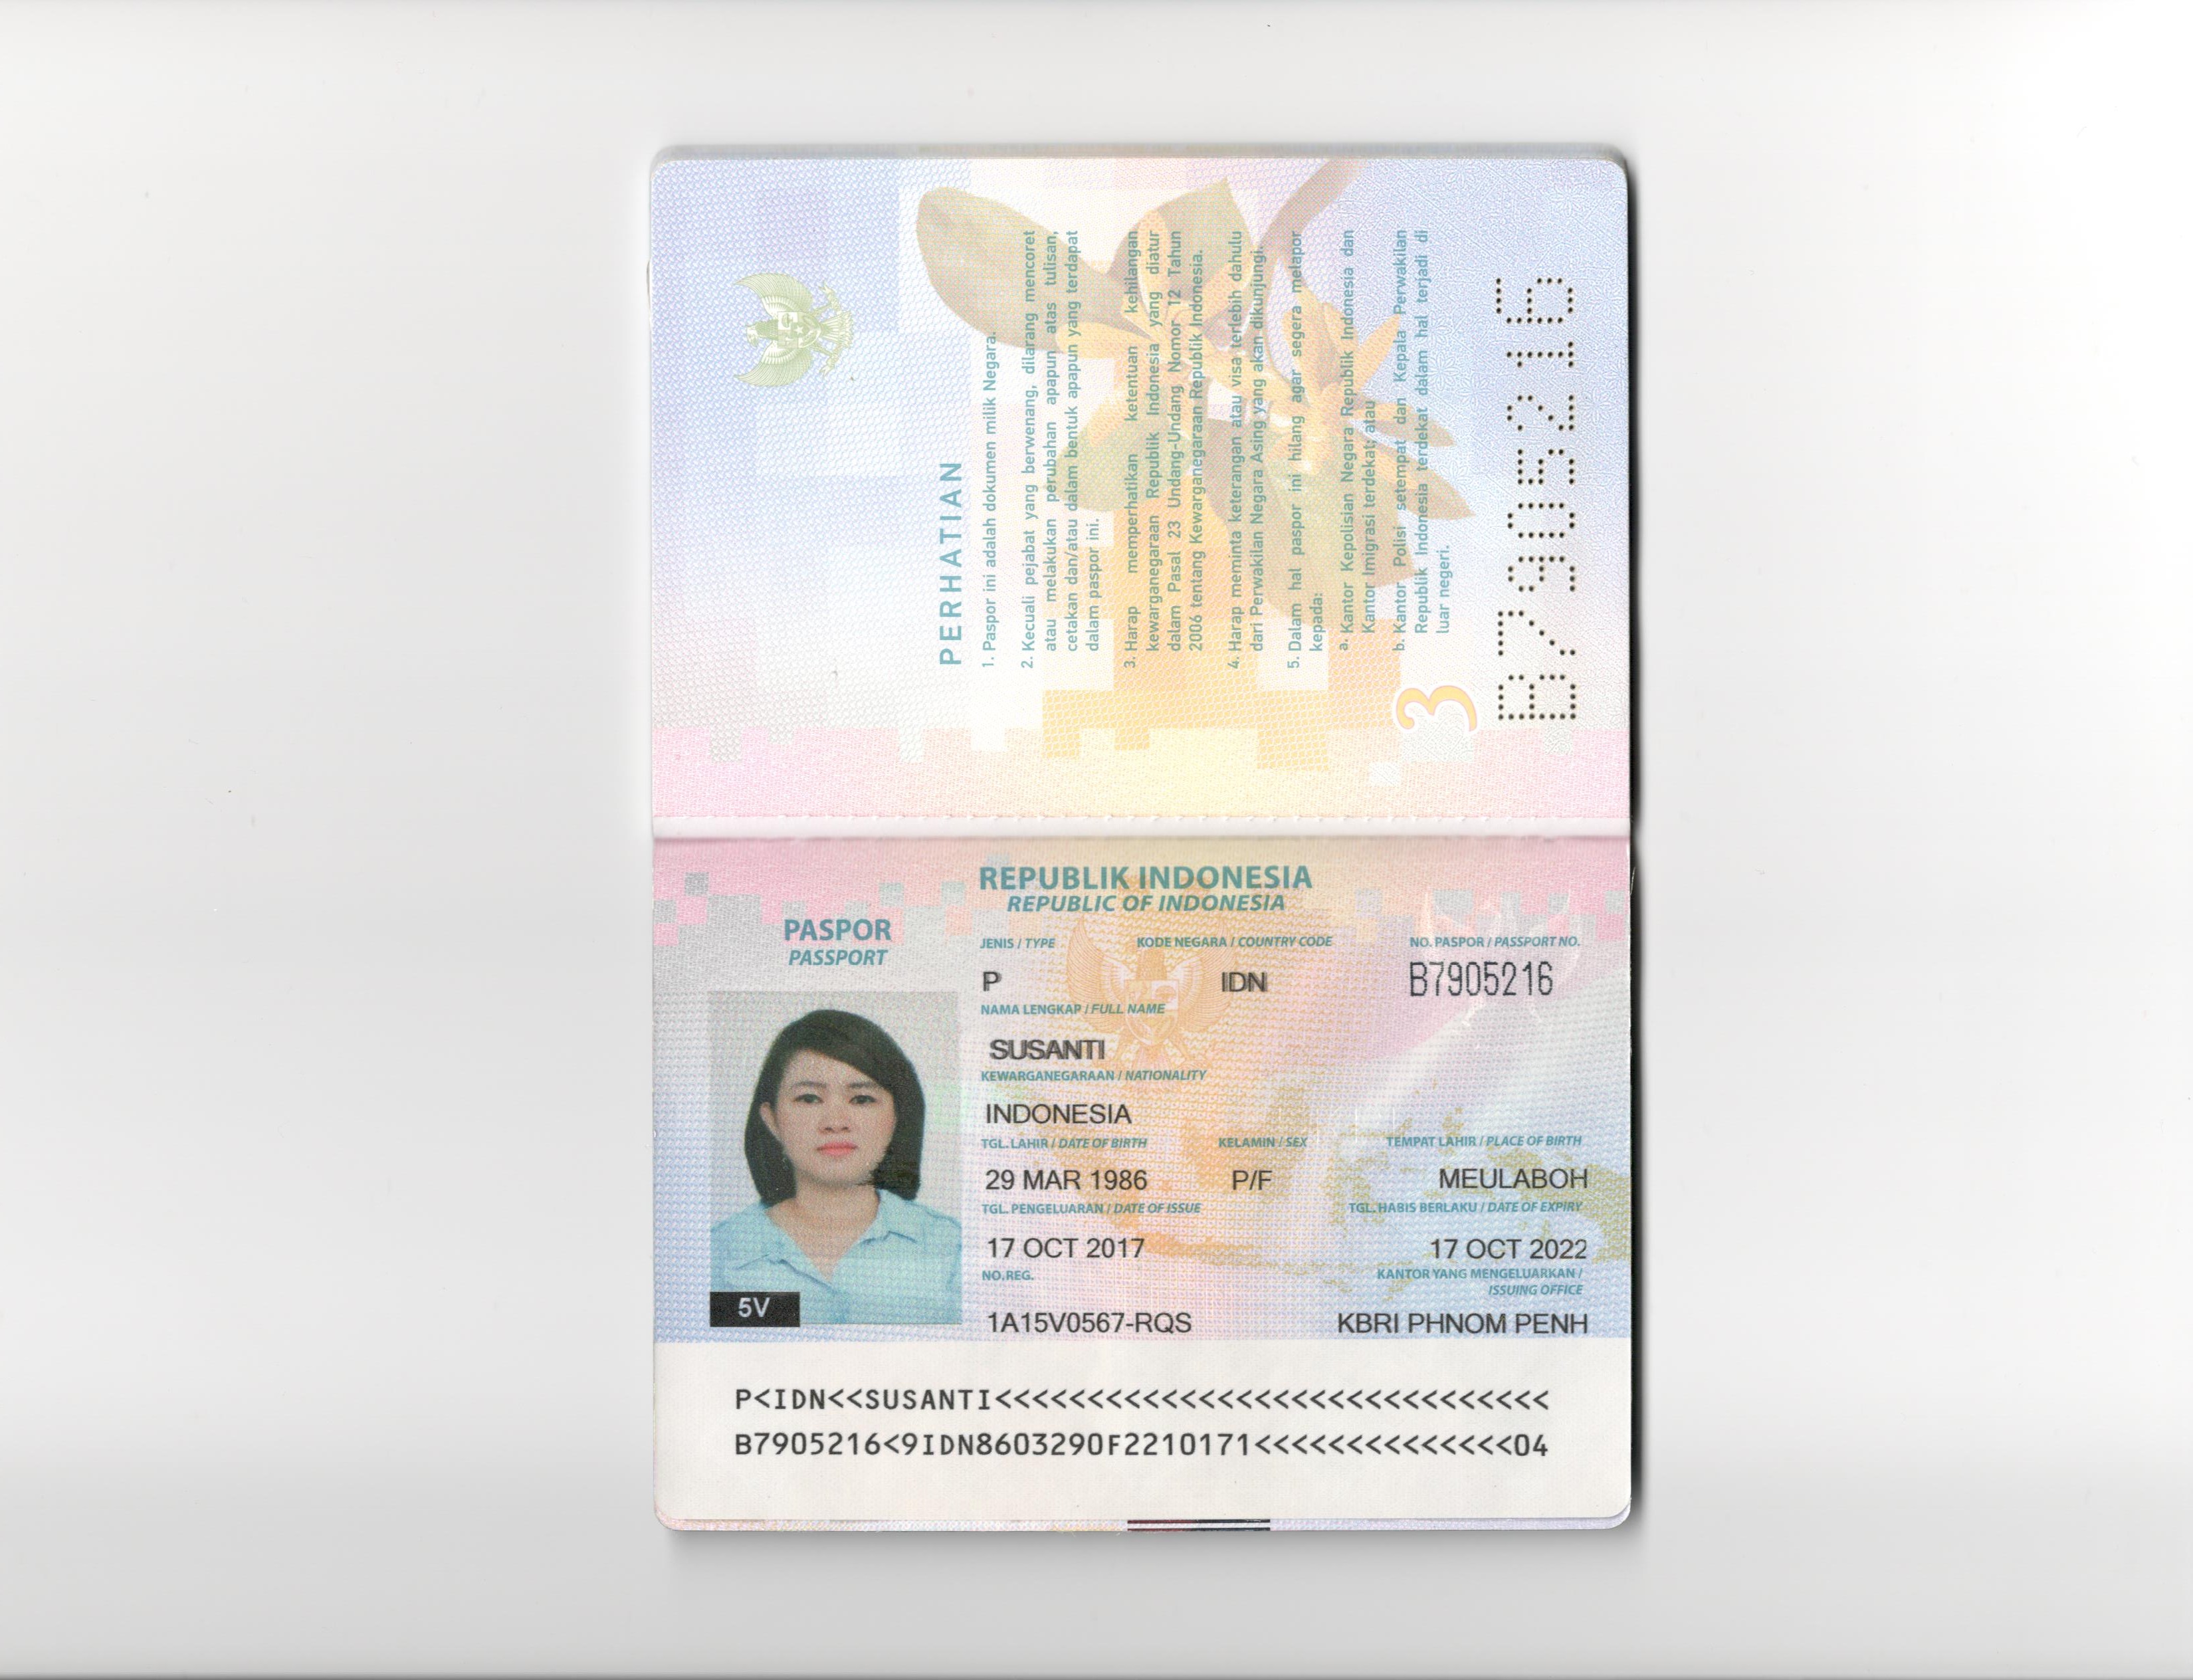 PERHATIAN
1. Paspor ini adalah dokumen milik Negara.
2. Kecuali pejabat yang berwenang, dilarang mencoret
atau melakukan perubahan apapun atas tulisan,
cetakan dan/atau dalam bentuk apapun yang terdapat
dalam paspor ini.
3. Harap memperhatikan ketentuan kehilangan
kewarganegaraan Republik Indonesia yang diatur
dalam Pasal 23 Undang-Undang Nomor 12 Tahun
2006 tentang Kewarganegaraan Republik Indonesia.
4. Harap meminta keterangan atau visa terlebih dahulu
dari Perwakilan Negara Asing yang akan dikunjungi.
5. Dalam hal paspor ini hilang agar segera melapor
kepada:
a. Kantor Kepolisian Negara Republik Indonesia dan
Kantor Imigrasi terdekat; atau
b. Kantor Polisi setempat dan Kepala Perwakilan
Republik Indonesia terdekat dalam hal terjadi di
luar negeri.
3
B7905216
REPUBLIK INDONESIA
REPUBLIC OF INDONESIA
PASPOR
PASSPORT
JENIS / TYPE KODE NEGARA / COUNTRY CODE NO. PASPOR / PASSPORT NO.
P IDN B7905216
NAMA LENGKAP / FULL NAME
SUSANTI
KEWARGANEGARAAN / NATIONALITY
INDONESIA
TGL. LAHIR / DATE OF BIRTH KELAMIN / SEX TEMPAT LAHIR / PLACE OF BIRTH
29 MAR 1986 P/F MEULABOH
TGL. PENGELUARAN / DATE OF ISSUE TGL. HABIS BERLAKU / DATE OF EXPIRY
17 OCT 2017 17 OCT 2022
NO.REG. KANTOR YANG MENGELUARKAN /
ISSUING OFFICE
5V
1A15V0567-RQS KBRI PHNOM PENH
P<IDN<<SUSANTI<<<<<<<<<<<<<<<<<<<<<<<<<<<<<<
B7905216<9IDN8603290F2210171<<<<<<<<<<<<<<04